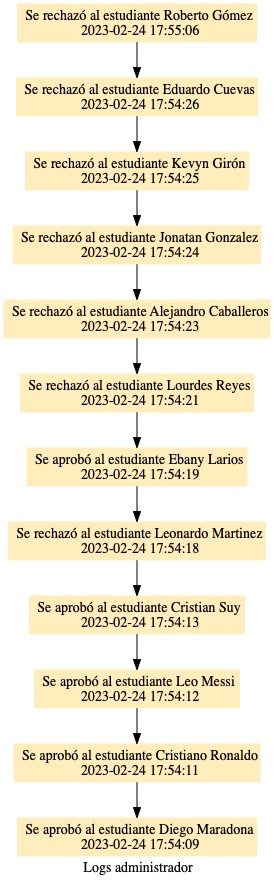 Se rechazó al estudiante Roberto Gómez
2023-02-24 17:55:06
Se rechazó al estudiante Eduardo Cuevas
2023-02-24 17:54:26
Se rechazó al estudiante Kevyn Girón
2023-02-24 17:54:25
Se rechazó al estudiante Jonatan Gonzalez
2023-02-24 17:54:24
Se rechazó al estudiante Alejandro Caballeros
2023-02-24 17:54:23
Se rechazó al estudiante Lourdes Reyes
2023-02-24 17:54:21
Se aprobó al estudiante Ebany Larios
2023-02-24 17:54:19
Se rechazó al estudiante Leonardo Martinez
2023-02-24 17:54:18
Se aprobó al estudiante Cristian Suy
2023-02-24 17:54:13
Se aprobó al estudiante Leo Messi
2023-02-24 17:54:12
Se aprobó al estudiante Cristiano Ronaldo
2023-02-24 17:54:11
Se aprobó al estudiante Diego Maradona
2023-02-24 17:54:09
Logs administrador